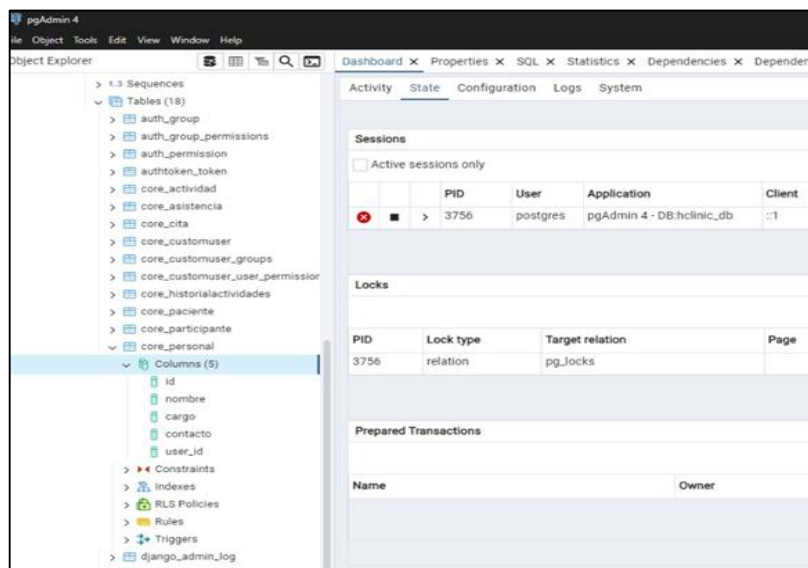 pgAdmin 4
ile Object Tools Edit View Window Help
Object Explorer
1..3 Sequences
Tables (18)
auth_group
auth_group_permissions
auth_permission
authtoken_token
core_actividad
core_asistencia
core_cita
core_customuser
core_customuser_groups
core_customuser_user_permission
core_historialactividades
core_paciente
core_participante
core_personal
Columns (5)
id
nombre
cargo
contacto
user_id
Constraints
Indexes
RLS Policies
Rules
Triggers
django_admin_log
Dashboard Properties SQL Statistics Dependencies Depender
Activity State Configuration Logs System
Sessions
Active sessions only
PID User Application Client
3756 postgres pgAdmin 4 - DB:hclinic_db ::1
Locks
PID Lock type Target relation Page
3756 relation pg_locks
Prepared Transactions
Name Owner